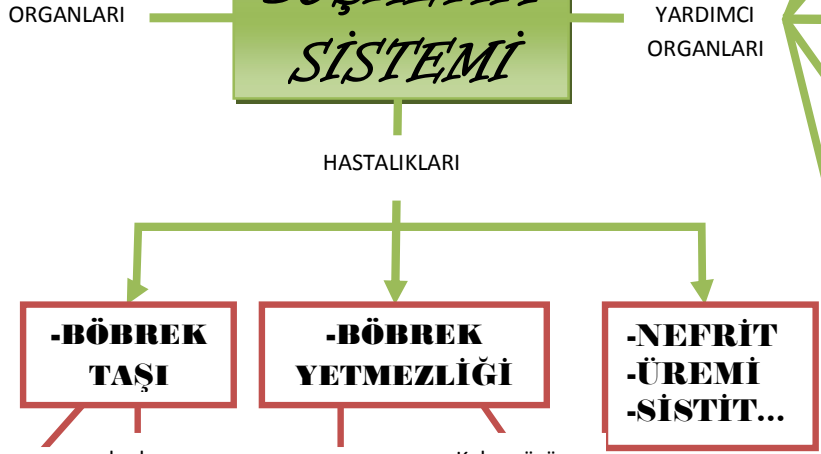 ORGANLARI
SİSTEMİ
YARDIMCI
ORGANLARI
HASTALIKLARI
-BÖBREK
TAŞI
-BÖBREK
YETMEZLİĞİ
-NEFRİT
-ÜREMİ
-SİSTİT...